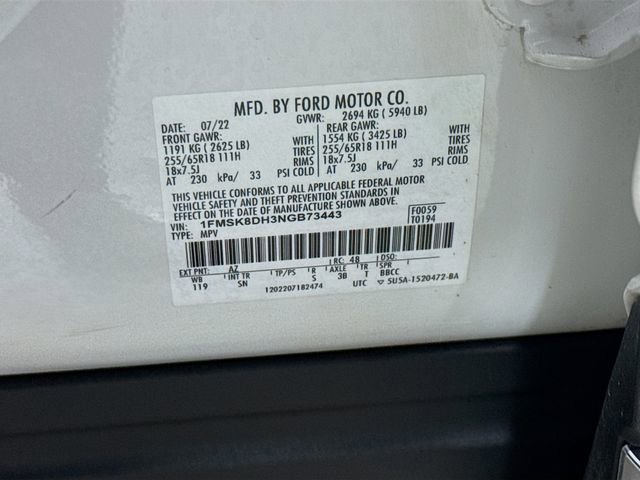 MFD. BY FORD MOTOR CO.
DATE: 07/22 GVWR: 2694 KG ( 5940 LB)
FRONT GAWR: REAR GAWR:
1191 KG ( 2625 LB) WITH 1554 KG ( 3425 LB) WITH
255/65R18 111H TIRES 255/65R18 111H TIRES
18x7.5J RIMS 18x7.5J RIMS
AT 230 kPa/ 33 PSI COLD AT 230 kPa/ 33 PSI COLD
THIS VEHICLE CONFORMS TO ALL APPLICABLE FEDERAL MOTOR
VEHICLE SAFETY AND THEFT PREVENTION STANDARDS IN EFFECT
ON THE DATE OF MANUFACTURE SHOWN ABOVE.
VIN: 1FMSK8DH3NGB73443 F0059
TYPE: MPV T0194
EXT PNT: AZ RC: 48 DSO:
WB INT TR TP/PS R AXLE TR SPR
119 SN S 3B T BBCC
1202207182474 UTC ▽ 5U5A-1520472-BA